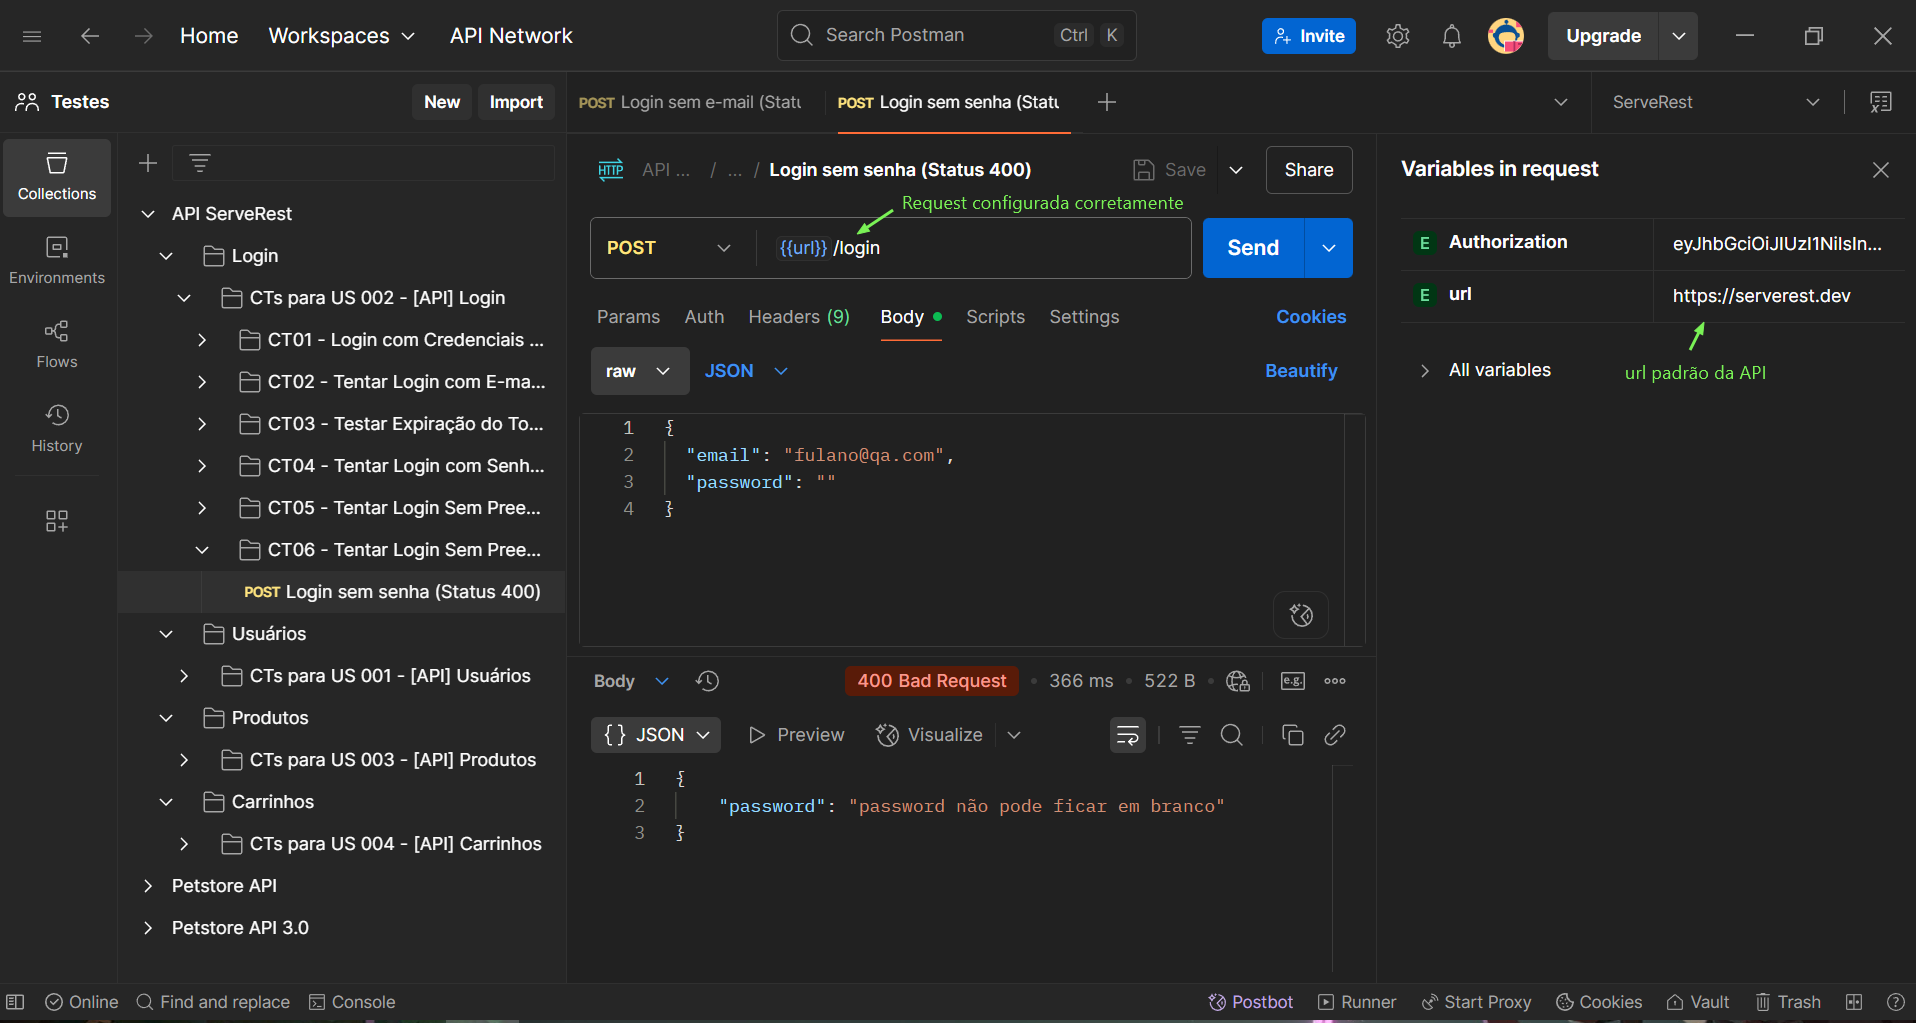 Home Workspaces API Network
Search Postman Ctrl K
Invite Upgrade
Testes New Import
POST Login sem e-mail (Statu
POST Login sem senha (Statu
ServeRest
Collections
Environments
Flows
History
API ServeRest
Login
CTs para US 002 - [API] Login
CT01 - Login com Credenciais ...
CT02 - Tentar Login com E-ma...
CT03 - Testar Expiração do To...
CT04 - Tentar Login com Senh...
CT05 - Tentar Login Sem Pree...
CT06 - Tentar Login Sem Pree...
POST Login sem senha (Status 400)
Usuários
CTs para US 001 - [API] Usuários
Produtos
CTs para US 003 - [API] Produtos
Carrinhos
CTs para US 004 - [API] Carrinhos
Petstore API
Petstore API 3.0
HTTP API ... / ... / Login sem senha (Status 400) Save Share
Request configurada corretamente
POST {{url}} /login Send
Params Auth Headers (9) Body Scripts Settings Cookies
raw JSON Beautify
1 {
2 "email": "fulano@qa.com",
3 "password": ""
4 }
Body 400 Bad Request • 366 ms • 522 B • e.g.
{} JSON Preview Visualize
1 {
2 "password": "password não pode ficar em branco"
3 }
Variables in request
E Authorization eyJhbGciOiJIUzI1NiIsIn...
E url https://serverest.dev
All variables
url padrão da API
Online Find and replace Console Postbot Runner Start Proxy Cookies Vault Trash